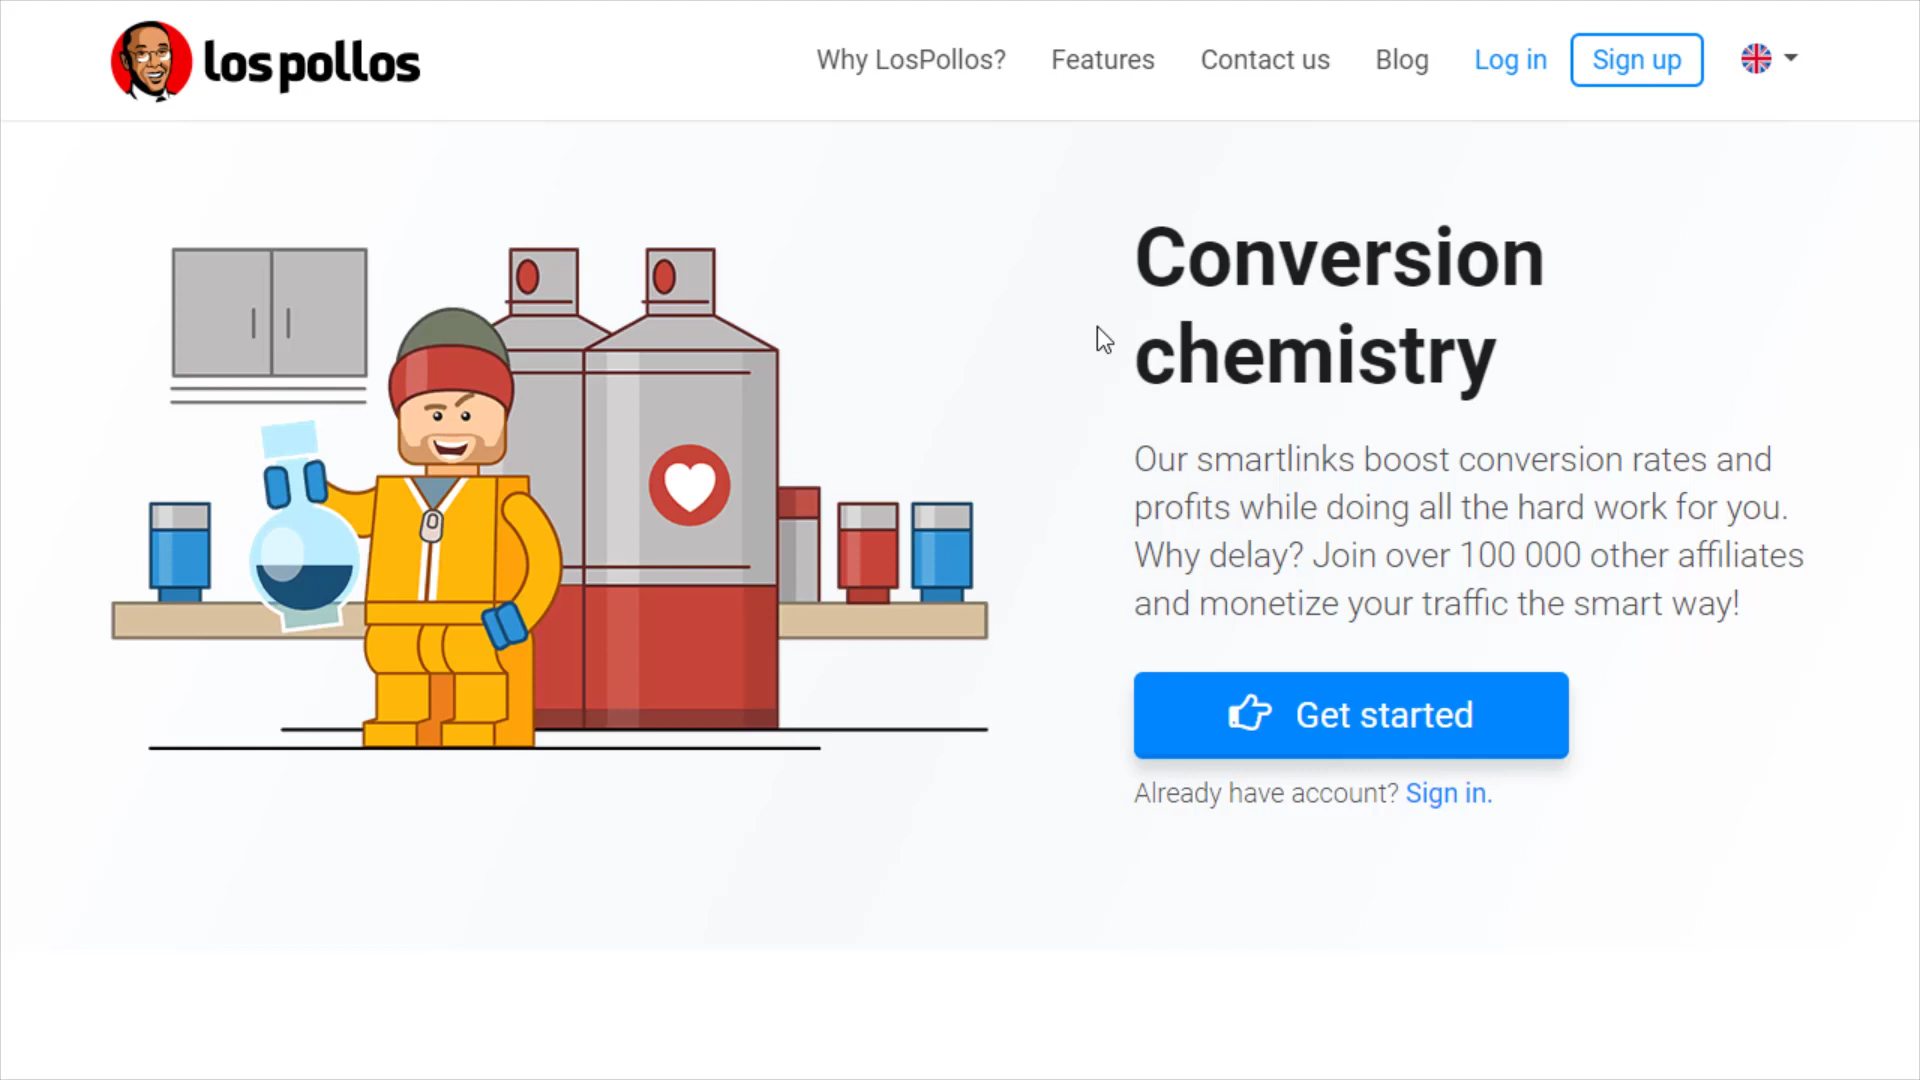 los pollos
Why LosPollos?
Features
Contact us
Blog
Log in
Sign up
Conversion
chemistry
Our smartlinks boost conversion rates and
profits while doing all the hard work for you.
Why delay? Join over 100 000 other affiliates
and monetize your traffic the smart way!
Get started
Already have account? Sign in.